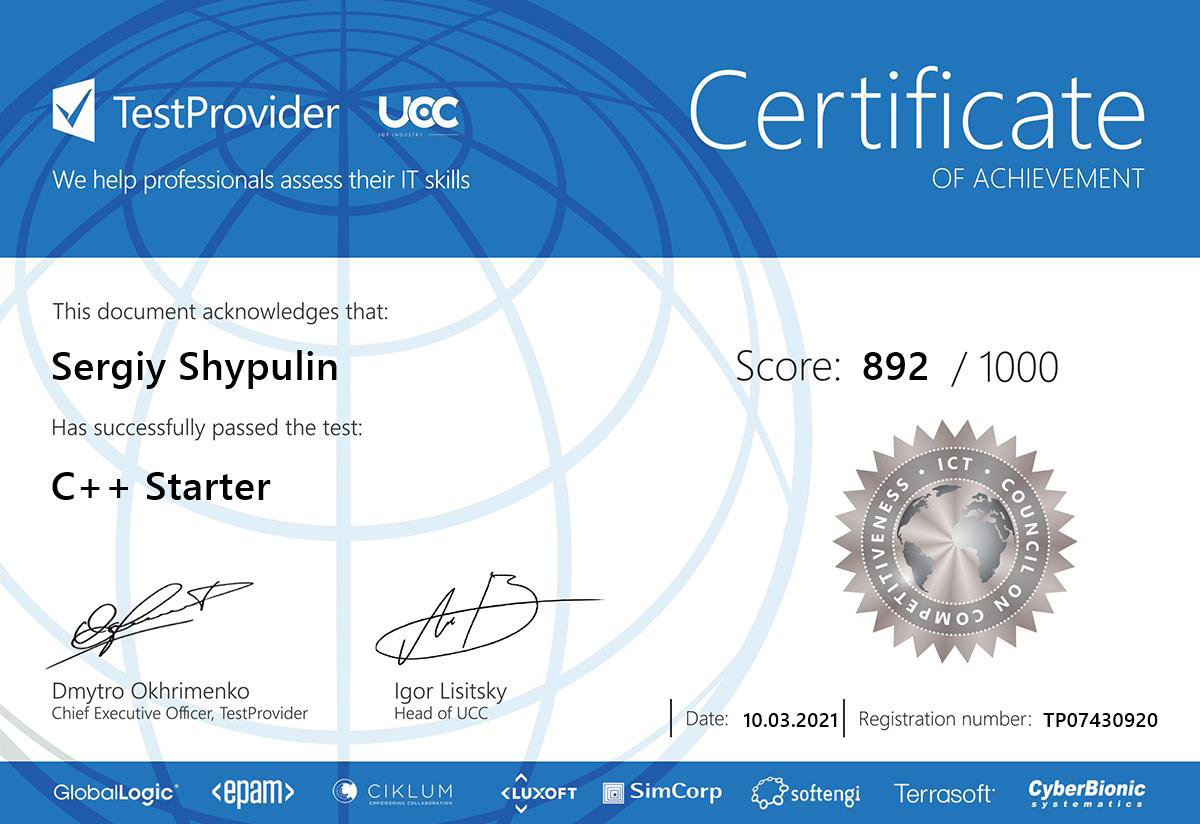 TestProvider
UCC
ICT INDUSTRY
We help professionals assess their IT skills
Certificate
OF ACHIEVEMENT
This document acknowledges that:
Sergiy Shypulin
Score: 892 / 1000
Has successfully passed the test:
C++ Starter
· ICT · COUNCIL ON COMPETITIVENESS
Dmytro Okhrimenko
Chief Executive Officer, TestProvider
Igor Lisitsky
Head of UCC
Date: 10.03.2021
Registration number: TP07430920
GlobalLogic
<epam>
CIKLUM
EMPOWERING COLLABORATION
LUXOFT
SimCorp
softengi
Terrasoft
CyberBionic
systematics